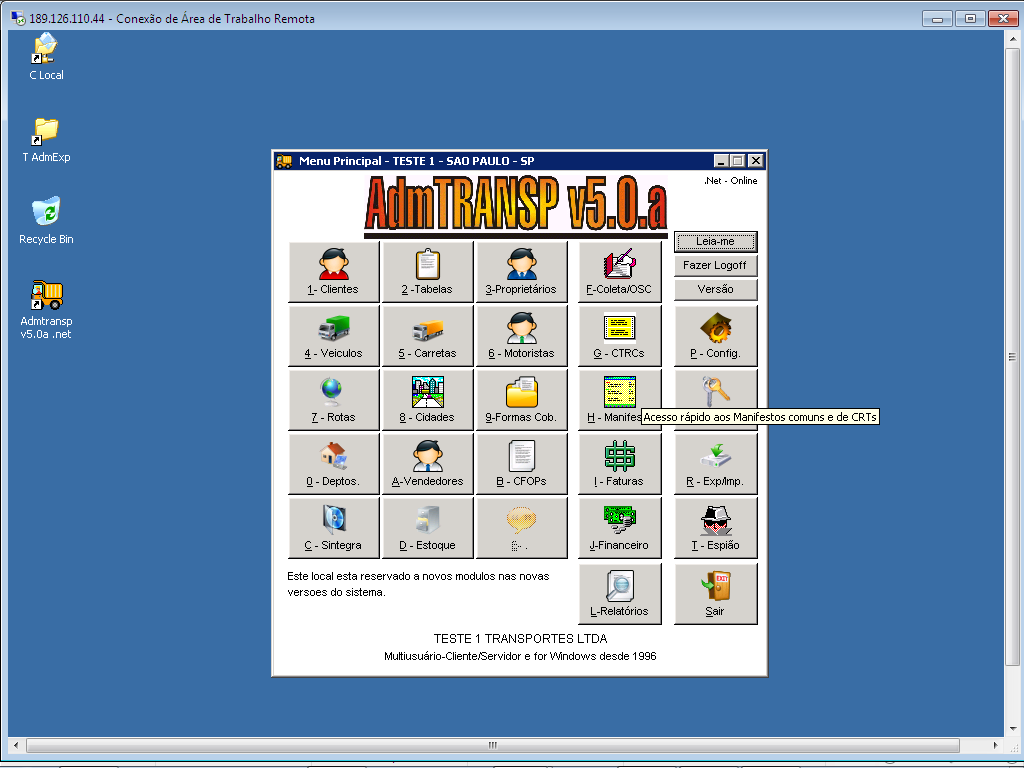 189.126.110.44 - Conexão de Área de Trabalho Remota
C Local
T AdmExp
Recycle Bin
Admtransp
v5.0a .net
Menu Principal - TESTE 1 - SAO PAULO - SP
AdmTRANSP v5.0.a
.Net - Online
Leia-me
Fazer Logoff
Versão
1- Clientes
2 -Tabelas
3-Proprietários
F-Coleta/OSC
4 - Veiculos
5 - Carretas
6 - Motoristas
G - CTRCs
P - Config.
7 - Rotas
8 - Cidades
9-Formas Cob.
H - Manifes
Acesso rápido aos Manifestos comuns e de CRTs
0 - Deptos.
A-Vendedores
B - CFOPs
I - Faturas
R - Exp/Imp.
C - Sintegra
D - Estoque
E- .
J-Financeiro
T - Espião
Este local esta reservado a novos modulos nas novas
versoes do sistema.
L-Relatórios
EXIT
Sair
TESTE 1 TRANSPORTES LTDA
Multiusuário-Cliente/Servidor e for Windows desde 1996